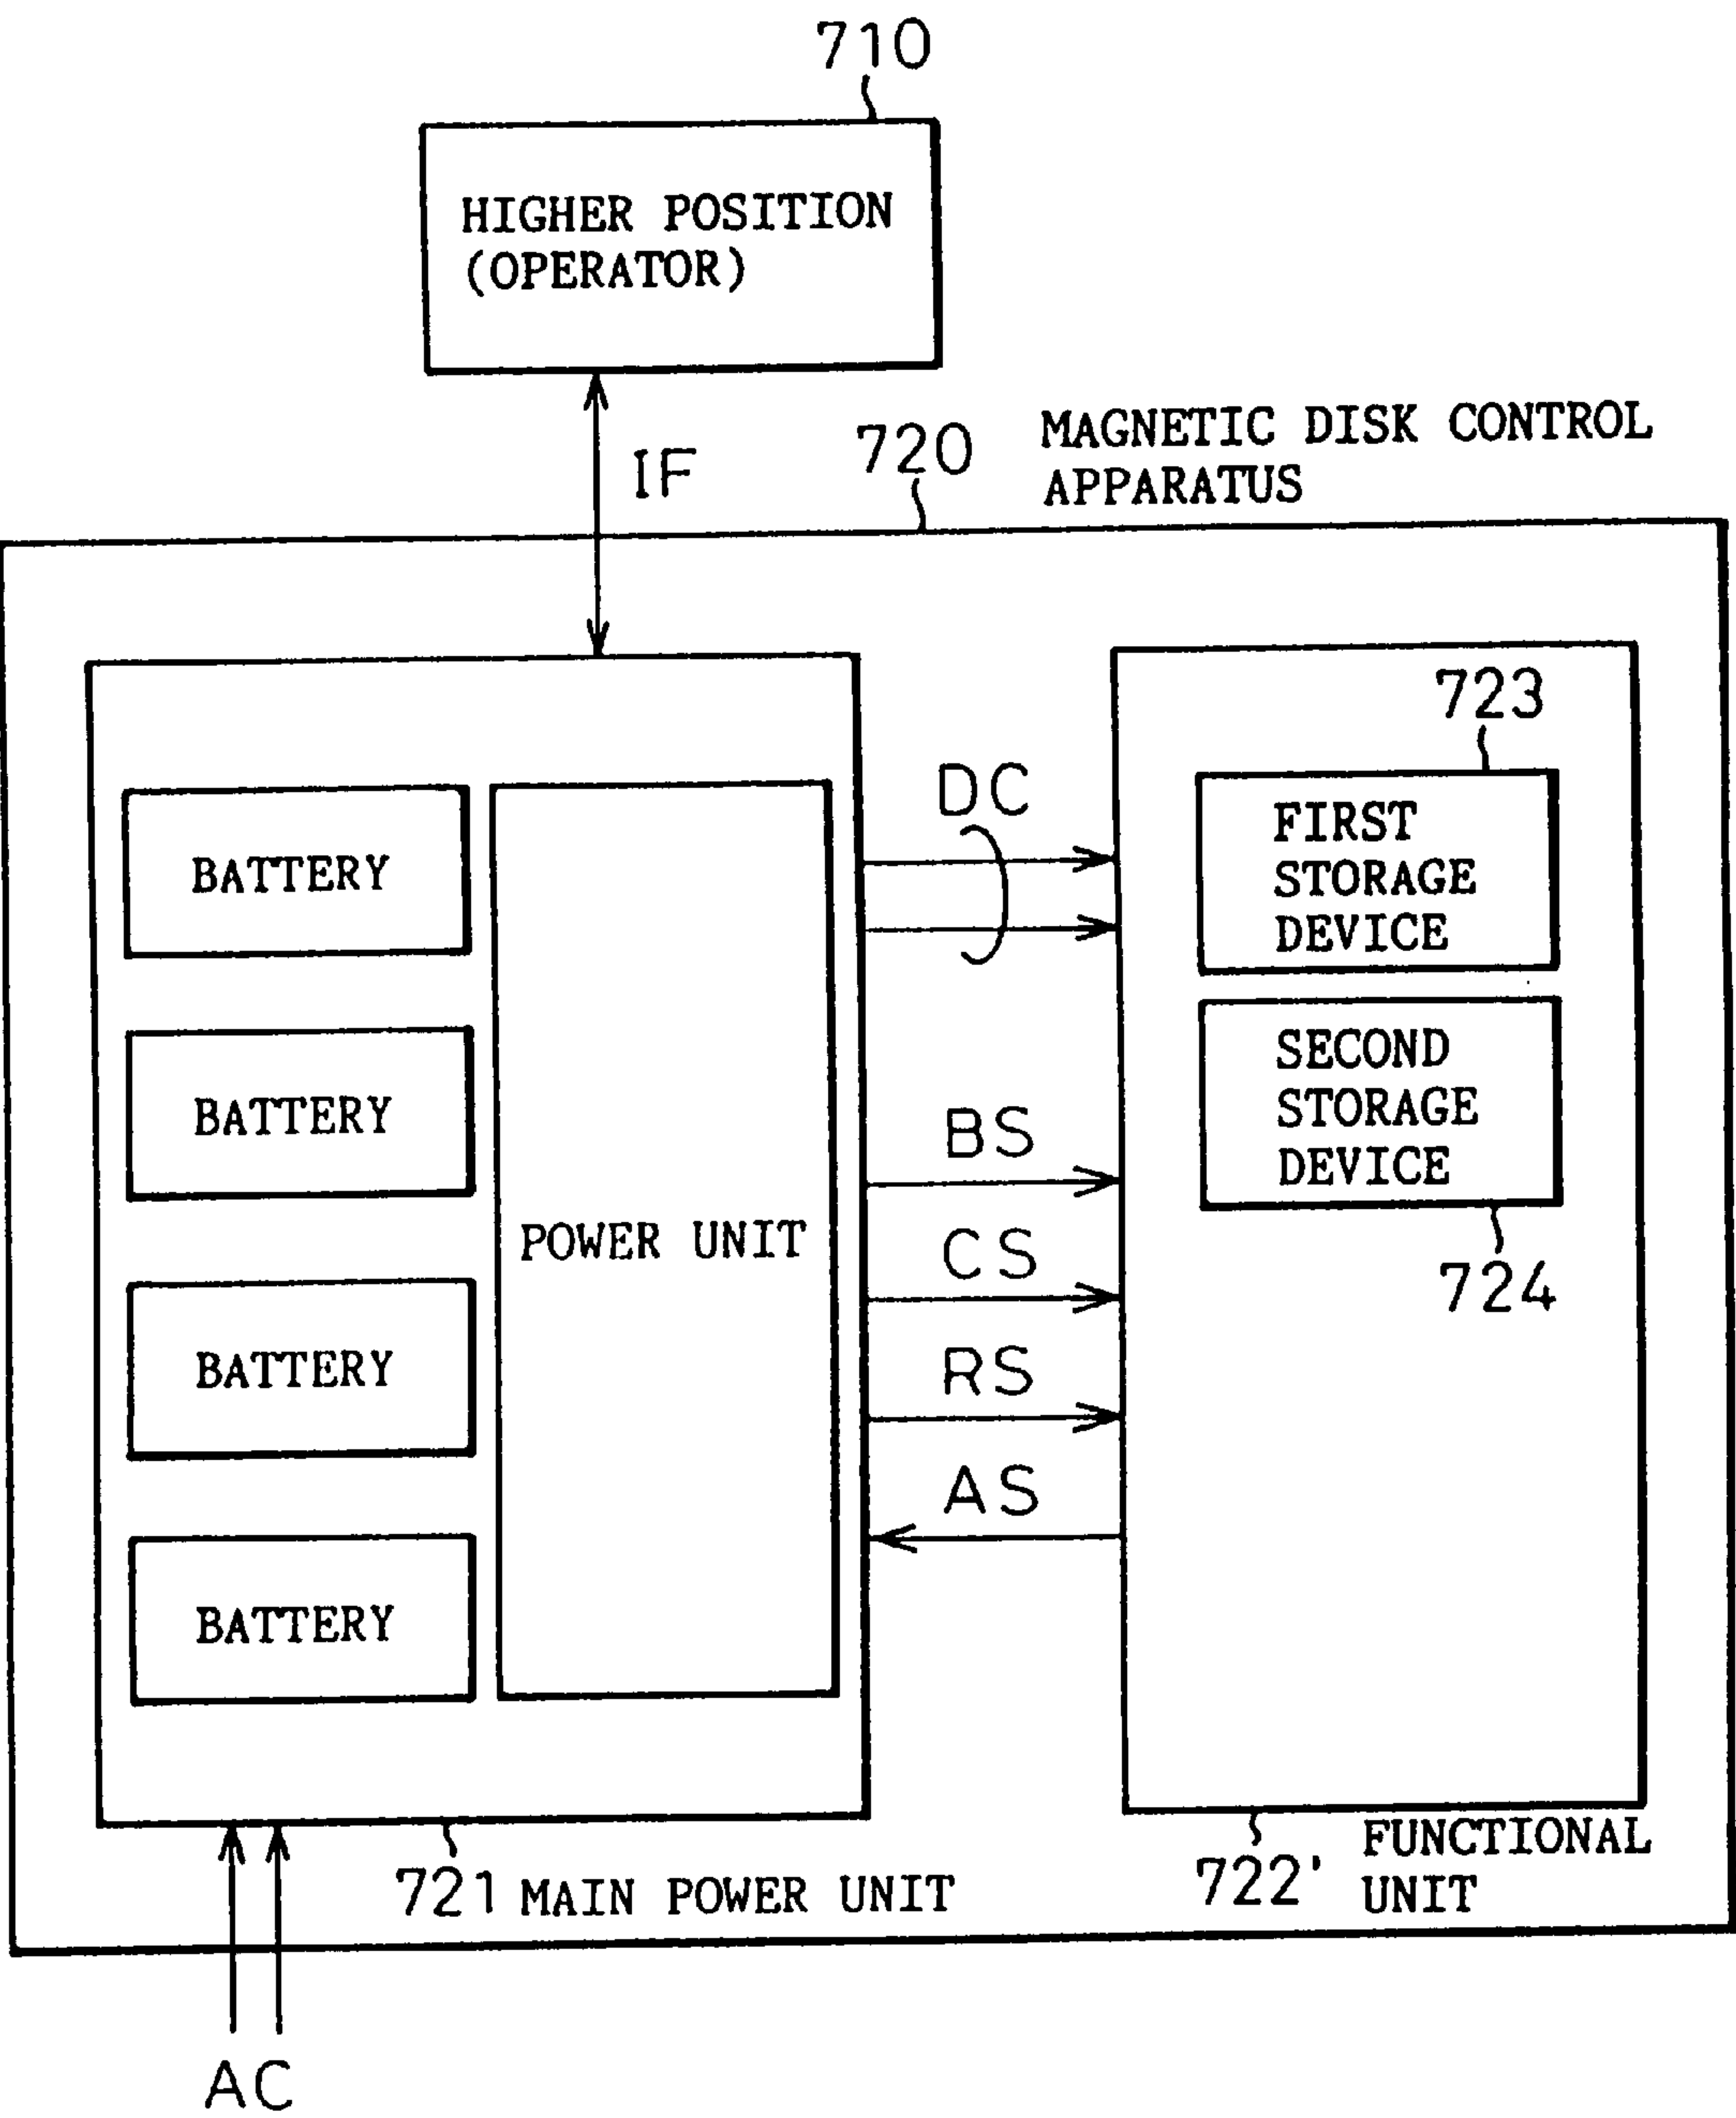 710
HIGHER POSITION
(OPERATOR)
IF
720
MAGNETIC DISK CONTROL
APPARATUS
BATTERY
BATTERY
BATTERY
BATTERY
POWER UNIT
DC
BS
CS
RS
AS
723
FIRST
STORAGE
DEVICE
SECOND
STORAGE
DEVICE
724
721 MAIN POWER UNIT
722' FUNCTIONAL
UNIT
AC